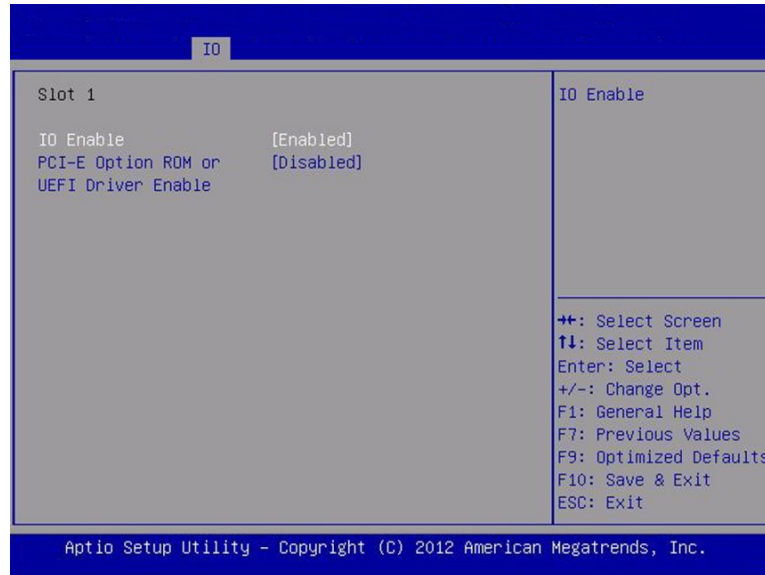 IO
Slot 1
IO Enable
IO Enable [Enabled]
PCI-E Option ROM or [Disabled]
UEFI Driver Enable
→←: Select Screen
↑↓: Select Item
Enter: Select
+/-: Change Opt.
F1: General Help
F7: Previous Values
F9: Optimized Defaults
F10: Save & Exit
ESC: Exit
Aptio Setup Utility - Copyright (C) 2012 American Megatrends, Inc.